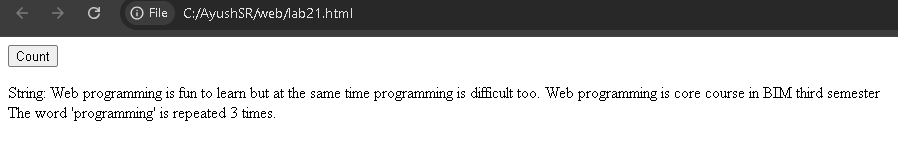 File C:/AyushSR/web/lab21.html
Count
String: Web programming is fun to learn but at the same time programming is difficult too. Web programming is core course in BIM third semester
The word 'programming' is repeated 3 times.